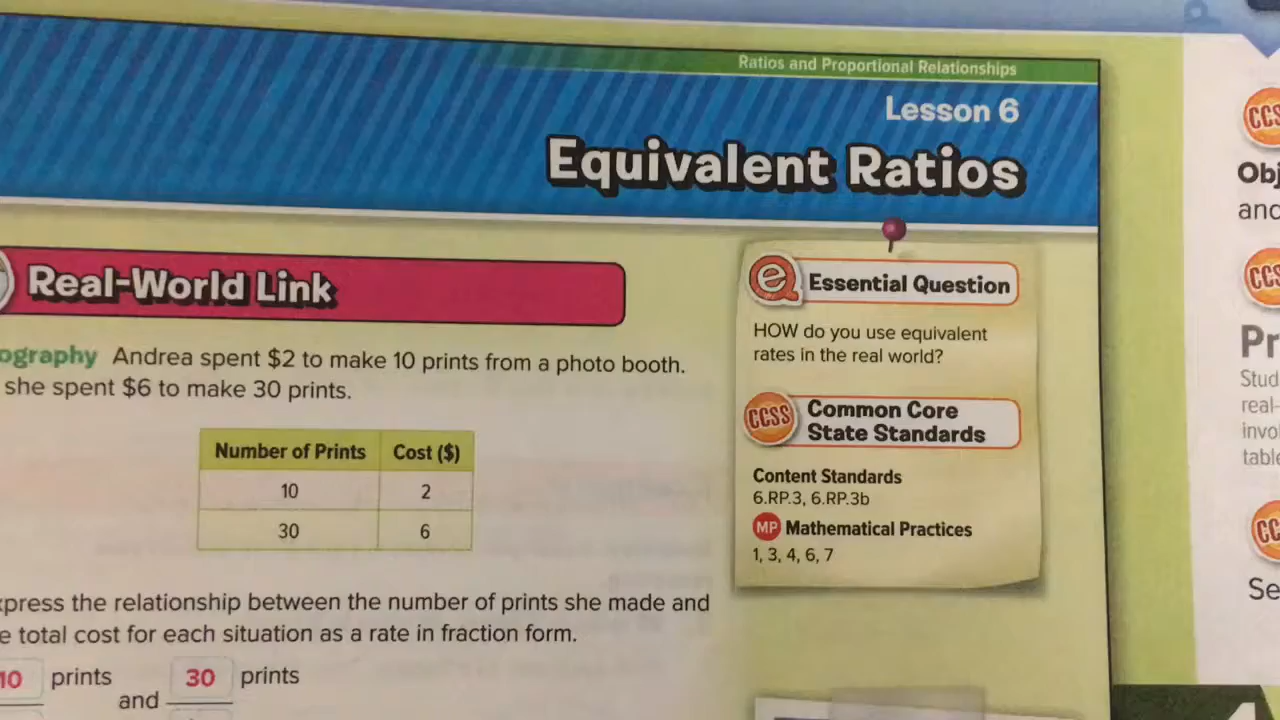 Ratios and Proportional Relationships
Lesson 6
Equivalent Ratios
Real-World Link
ography Andrea spent $2 to make 10 prints from a photo booth.
she spent $6 to make 30 prints.
Number of Prints Cost ($)
10 2
30 6
xpress the relationship between the number of prints she made and
e total cost for each situation as a rate in fraction form.
10 prints and 30 prints
e Essential Question
HOW do you use equivalent
rates in the real world?
CCSS Common Core
State Standards
Content Standards
6.RP.3, 6.RP.3b
MP Mathematical Practices
1, 3, 4, 6, 7
CCS
Obj
and
CCS
Pr
Stud
real-
invo
table
CC
Se